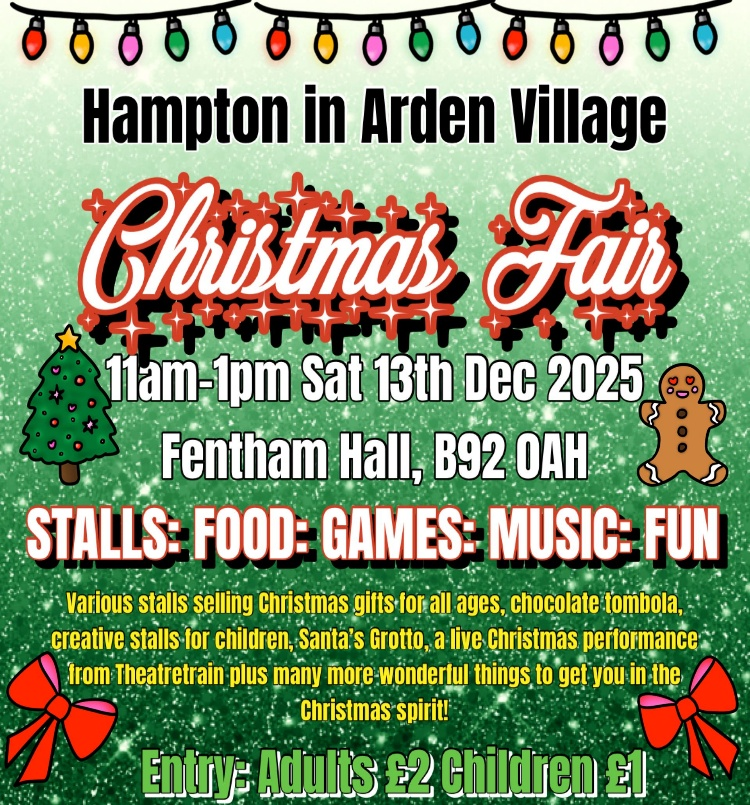 Hampton in Arden Village
Christmas Fair
11am-1pm Sat 13th Dec 2025
Fentham Hall, B92 0AH
STALLS: FOOD: GAMES: MUSIC: FUN
Various stalls selling Christmas gifts for all ages, chocolate tombola,
creative stalls for children, Santa's Grotto, a live Christmas performance
from Theatretrain plus many more wonderful things to get you in the
Christmas spirit!
Entry: Adults £2 Children £1